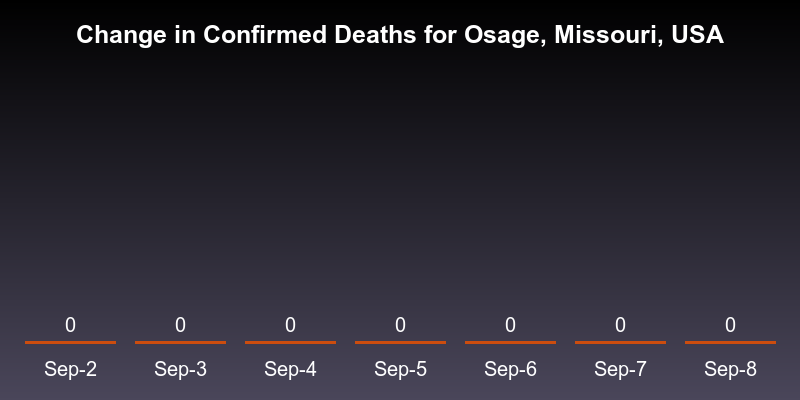 Change in Confirmed Deaths for Osage, Missouri, USA
0 0 0 0 0 0 0
Sep-2 Sep-3 Sep-4 Sep-5 Sep-6 Sep-7 Sep-8